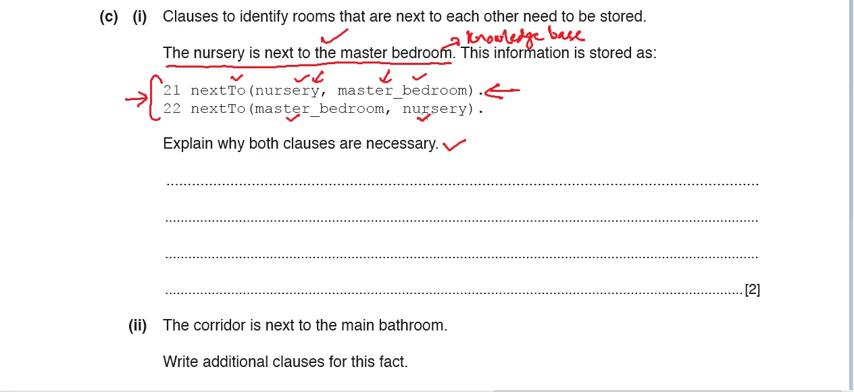 (c) (i) Clauses to identify rooms that are next to each other need to be stored.
Knowledge base
The nursery is next to the master bedroom. This information is stored as:
21 nextTo(nursery, master_bedroom).
22 nextTo(master_bedroom, nursery).
Explain why both clauses are necessary.
[2]
(ii) The corridor is next to the main bathroom.
Write additional clauses for this fact.